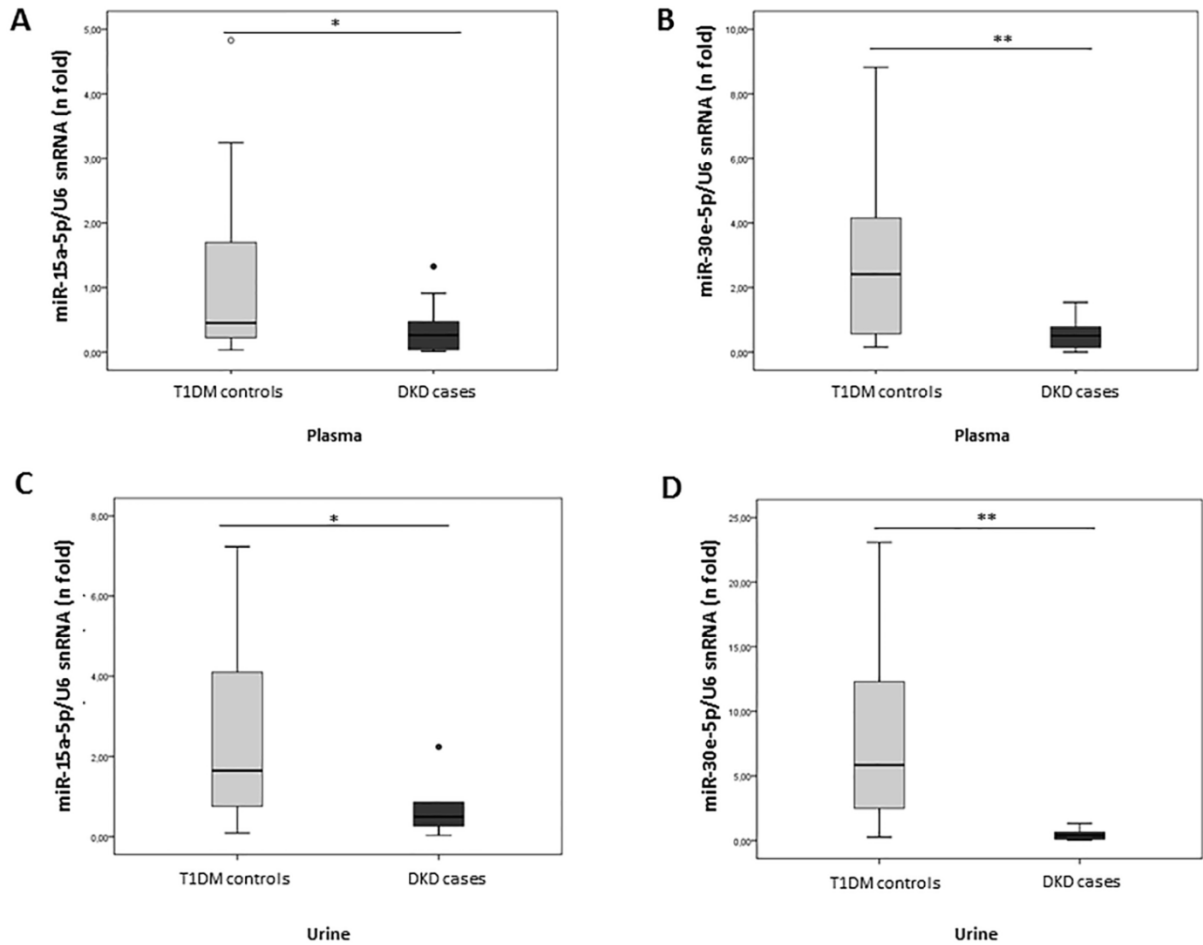 A
miR-15a-5p/U6 snRNA (n fold)
5,00
4,00
3,00
2,00
1,00
0,00
*
T1DM controls
DKD cases
Plasma
B
miR-30e-5p/U6 snRNA (n fold)
10,00
8,00
6,00
4,00
2,00
0,00
**
T1DM controls
DKD cases
Plasma
C
miR-15a-5p/U6 snRNA (n fold)
8,00
6,00
4,00
2,00
0,00
*
T1DM controls
DKD cases
Urine
D
miR-30e-5p/U6 snRNA (n fold)
25,00
20,00
15,00
10,00
5,00
0,00
**
T1DM controls
DKD cases
Urine